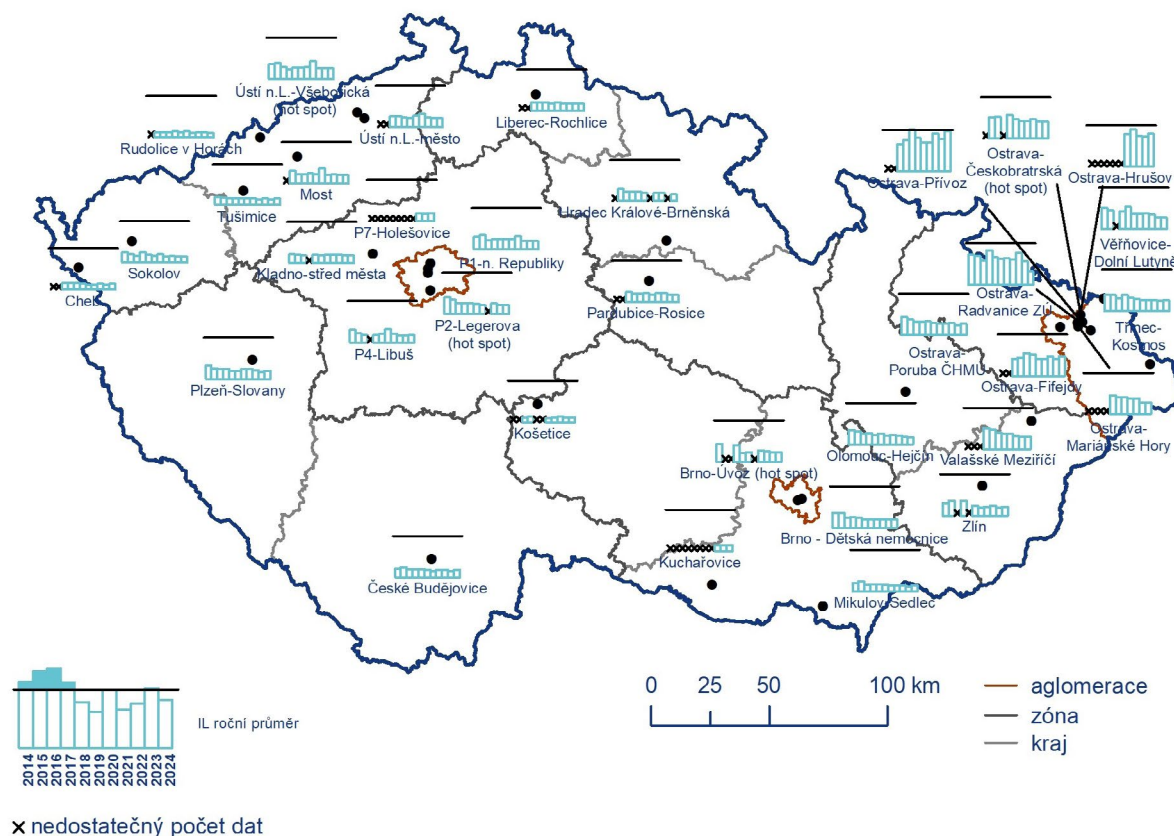 Ústí n.L.-Všebořická
(hot spot)
Rudolice v Horách
Ústí n.L.-město
Liberec-Rochlice
Ostrava-Přívoz
Ostrava-
Českobratrská
(hot spot)
Ostrava-Hrušov
Most
Tušimice
Hradec Králové-Brněnská
Věřňovice-
Dolní Lutyně
P7-Holešovice
P1-n. Republiky
Sokolov
Kladno-střed města
Cheb
Ostrava-
Radvanice ZÚ
Pardubice-Rosice
P2-Legerova
(hot spot)
Třinec-
Kosmos
P4-Libuš
Ostrava-
Poruba ČHMÚ
Plzeň-Slovany
Ostrava-Fifejdy
Košetice
Ostrava-
Mariánské Hory
Brno-Úvoz (hot spot)
Olomouc-Hejčín
Valašské Meziříčí
Zlín
Brno - Dětská nemocnice
Kuchařovice
České Budějovice
Mikulov-Sedlec
IL roční průměr
2014
2015
2016
2017
2018
2019
2020
2021
2022
2023
2024
0 25 50 100 km
aglomerace
zóna
kraj
× nedostatečný počet dat